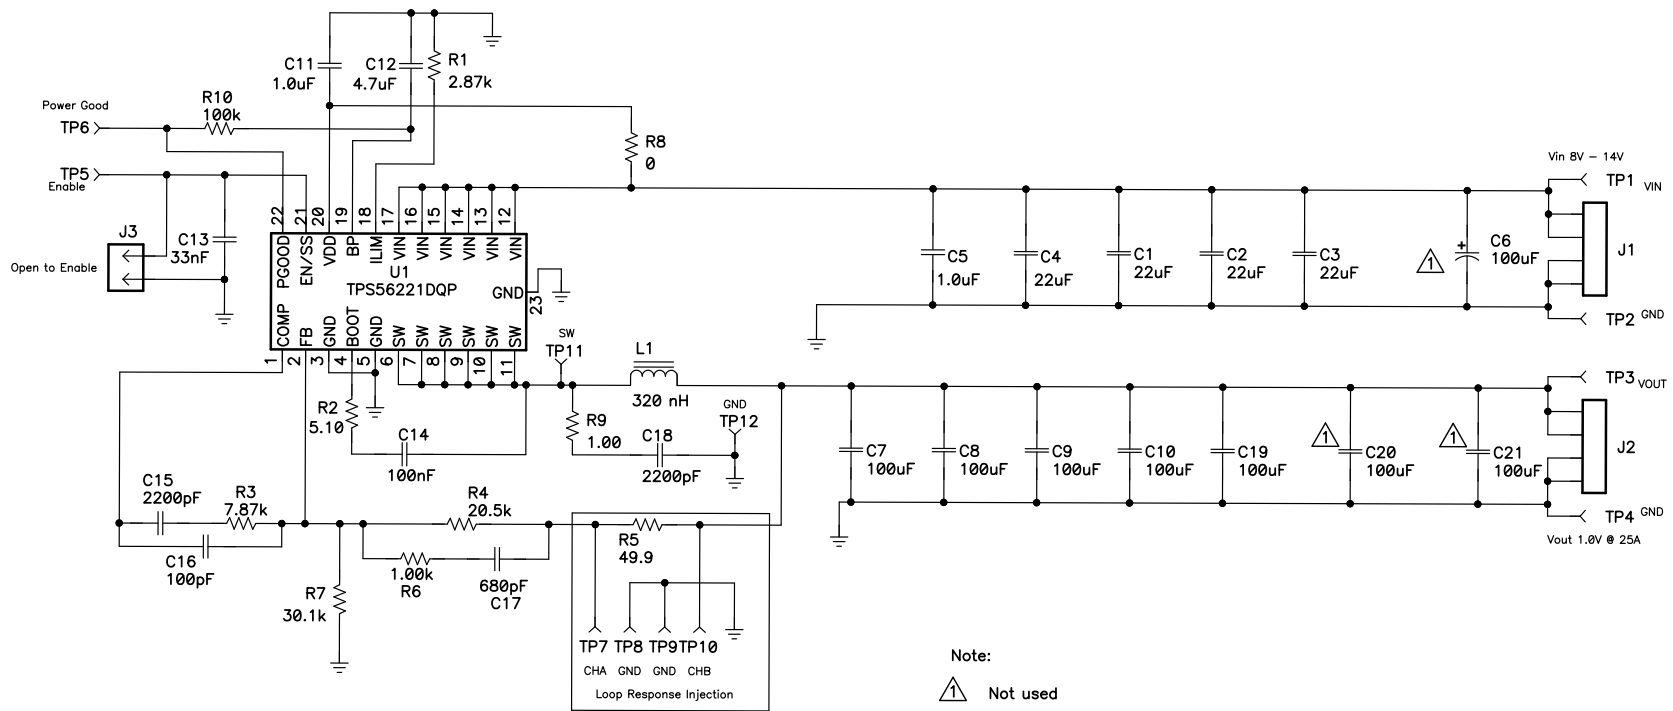 C11
1.0uF
C12
4.7uF
R1
2.87k
Power Good
TP6
R10
100k
R8
0
TP5
Enable
Vin 8V - 14V
TP1 VIN
J3
Open to Enable
C13
33nF
22
21
20
19
18
17
16
15
14
13
12
PGOOD
EN/SS
VDD
BP
ILIM
VIN
VIN
VIN
VIN
VIN
VIN
U1
TPS56221DQP
GND
23
COMP
FB
GND
BOOT
GND
SW
SW
SW
SW
SW
SW
1
2
3
4
5
6
7
8
9
10
11
C5
1.0uF
C4
22uF
C1
22uF
C2
22uF
C3
22uF
1
C6
+
100uF
J1
TP2 GND
SW
TP11
L1
320 nH
GND
TP12
R2
5.10
C14
100nF
R9
1.00
C18
2200pF
TP3 VOUT
C7
100uF
C8
100uF
C9
100uF
C10
100uF
C19
100uF
1
C20
100uF
1
C21
100uF
J2
TP4 GND
Vout 1.0V @ 25A
C15
2200pF
R3
7.87k
C16
100pF
R4
20.5k
R7
30.1k
1.00k
R6
680pF
C17
R5
49.9
TP7
TP8
TP9
TP10
CHA
GND
GND
CHB
Loop Response Injection
Note:
1 Not used